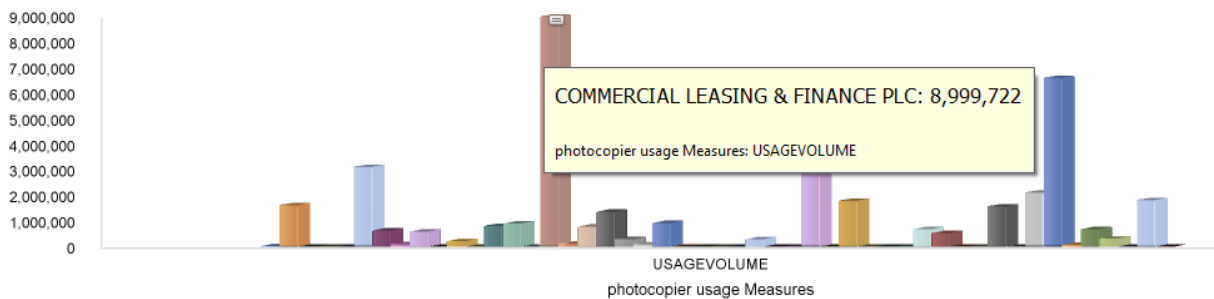 9,000,000
8,000,000
7,000,000
6,000,000
5,000,000
4,000,000
3,000,000
2,000,000
1,000,000
0
COMMERCIAL LEASING & FINANCE PLC: 8,999,722
photocopier usage Measures: USAGEVOLUME
USAGEVOLUME
photocopier usage Measures